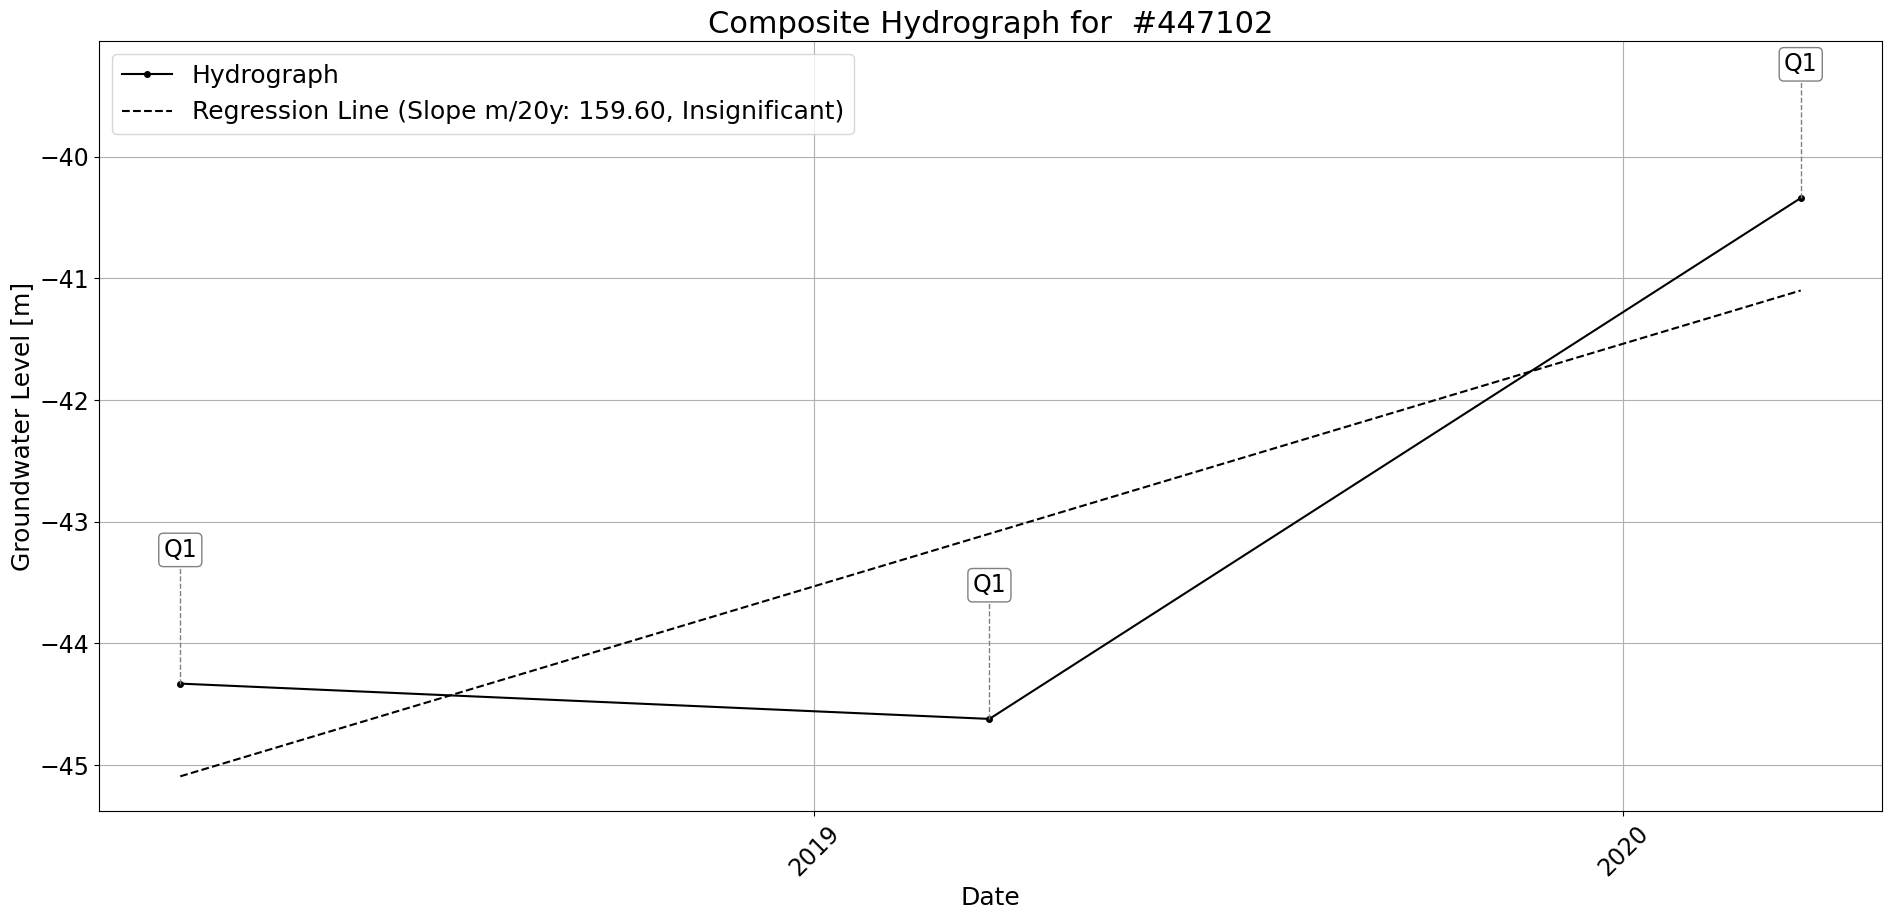 Composite Hydrograph for  #447102
Hydrograph
Regression Line (Slope m/20y: 159.60, Insignificant)
Q1
Q1
Q1
−40
−41
−42
−43
−44
−45
Groundwater Level [m]
2019
2020
Date